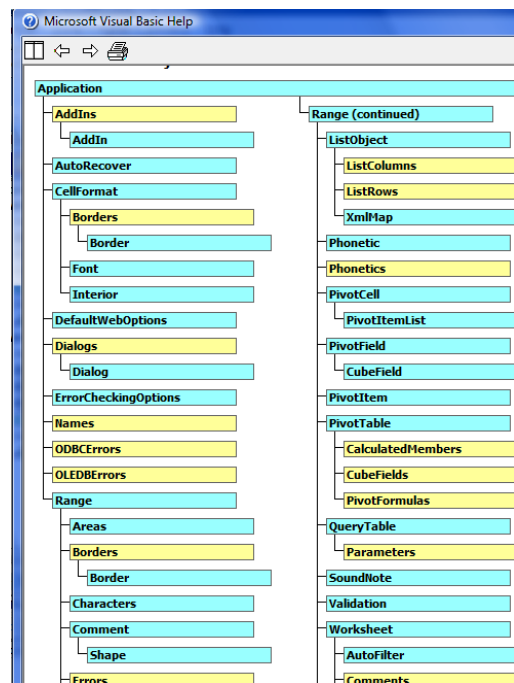 Microsoft Visual Basic Help
Application
AddIns
AddIn
AutoRecover
CellFormat
Borders
Border
Font
Interior
DefaultWebOptions
Dialogs
Dialog
ErrorCheckingOptions
Names
ODBCErrors
OLEDBErrors
Range
Areas
Borders
Border
Characters
Comment
Shape
Errors
Range (continued)
ListObject
ListColumns
ListRows
XmlMap
Phonetic
Phonetics
PivotCell
PivotItemList
PivotField
CubeField
PivotItem
PivotTable
CalculatedMembers
CubeFields
PivotFormulas
QueryTable
Parameters
SoundNote
Validation
Worksheet
AutoFilter
Comments